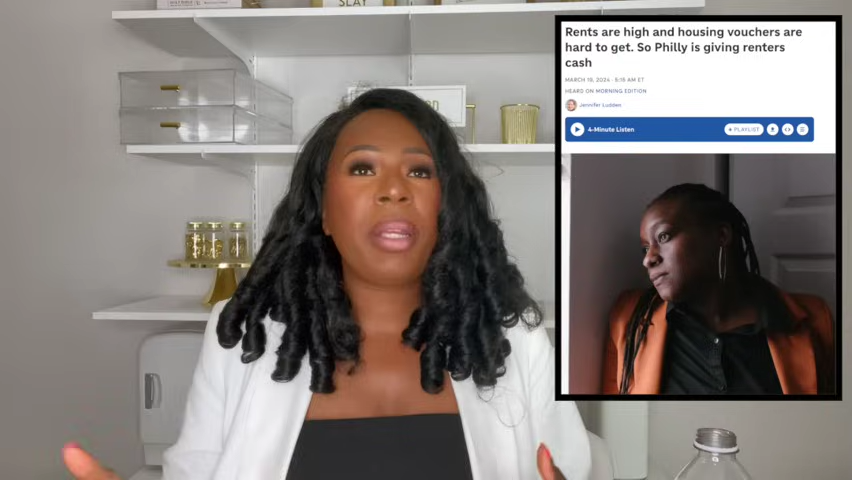 SLAY
Rents are high and housing vouchers are
hard to get. So Philly is giving renters
cash
MARCH 19, 2024 · 5:15 AM ET
HEARD ON MORNING EDITION
Jennifer Ludden
4-Minute Listen
+ PLAYLIST